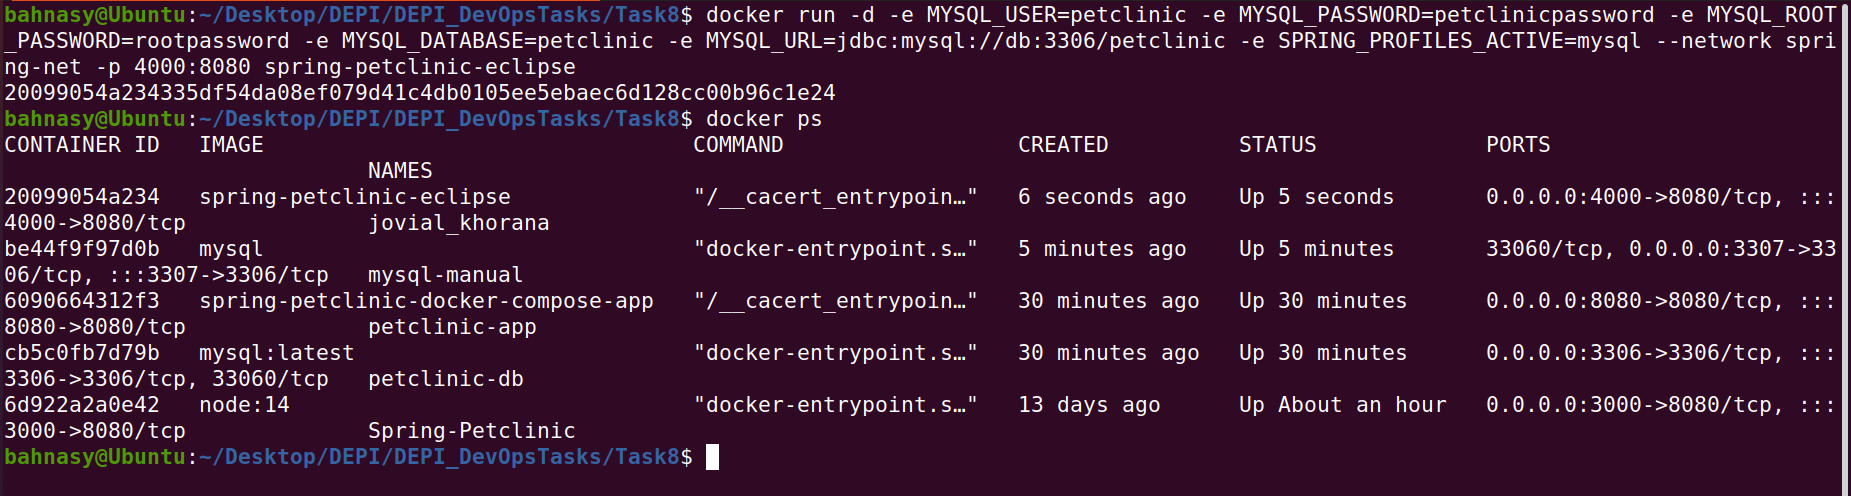 bahnasy@Ubuntu:~/Desktop/DEPI/DEPI_DevOpsTasks/Task8$ docker run -d -e MYSQL_USER=petclinic -e MYSQL_PASSWORD=petclinicpassword -e MYSQL_ROOT
_PASSWORD=rootpassword -e MYSQL_DATABASE=petclinic -e MYSQL_URL=jdbc:mysql://db:3306/petclinic -e SPRING_PROFILES_ACTIVE=mysql --network spri
ng-net -p 4000:8080 spring-petclinic-eclipse
20099054a234335df54da08ef079d41c4db0105ee5ebaec6d128cc00b96c1e24
bahnasy@Ubuntu:~/Desktop/DEPI/DEPI_DevOpsTasks/Task8$ docker ps
CONTAINER ID   IMAGE                                 COMMAND                  CREATED          STATUS             PORTS
                            NAMES
20099054a234   spring-petclinic-eclipse              "/__cacert_entrypoin…"   6 seconds ago    Up 5 seconds       0.0.0.0:4000->8080/tcp, :::
4000->8080/tcp              jovial_khorana
be44f9f97d0b   mysql                                 "docker-entrypoint.s…"   5 minutes ago    Up 5 minutes       33060/tcp, 0.0.0.0:3307->33
06/tcp, :::3307->3306/tcp   mysql-manual
6090664312f3   spring-petclinic-docker-compose-app   "/__cacert_entrypoin…"   30 minutes ago   Up 30 minutes      0.0.0.0:8080->8080/tcp, :::
8080->8080/tcp              petclinic-app
cb5c0fb7d79b   mysql:latest                          "docker-entrypoint.s…"   30 minutes ago   Up 30 minutes      0.0.0.0:3306->3306/tcp, :::
3306->3306/tcp, 33060/tcp   petclinic-db
6d922a2a0e42   node:14                               "docker-entrypoint.s…"   13 days ago      Up About an hour   0.0.0.0:3000->8080/tcp, :::
3000->8080/tcp              Spring-Petclinic
bahnasy@Ubuntu:~/Desktop/DEPI/DEPI_DevOpsTasks/Task8$